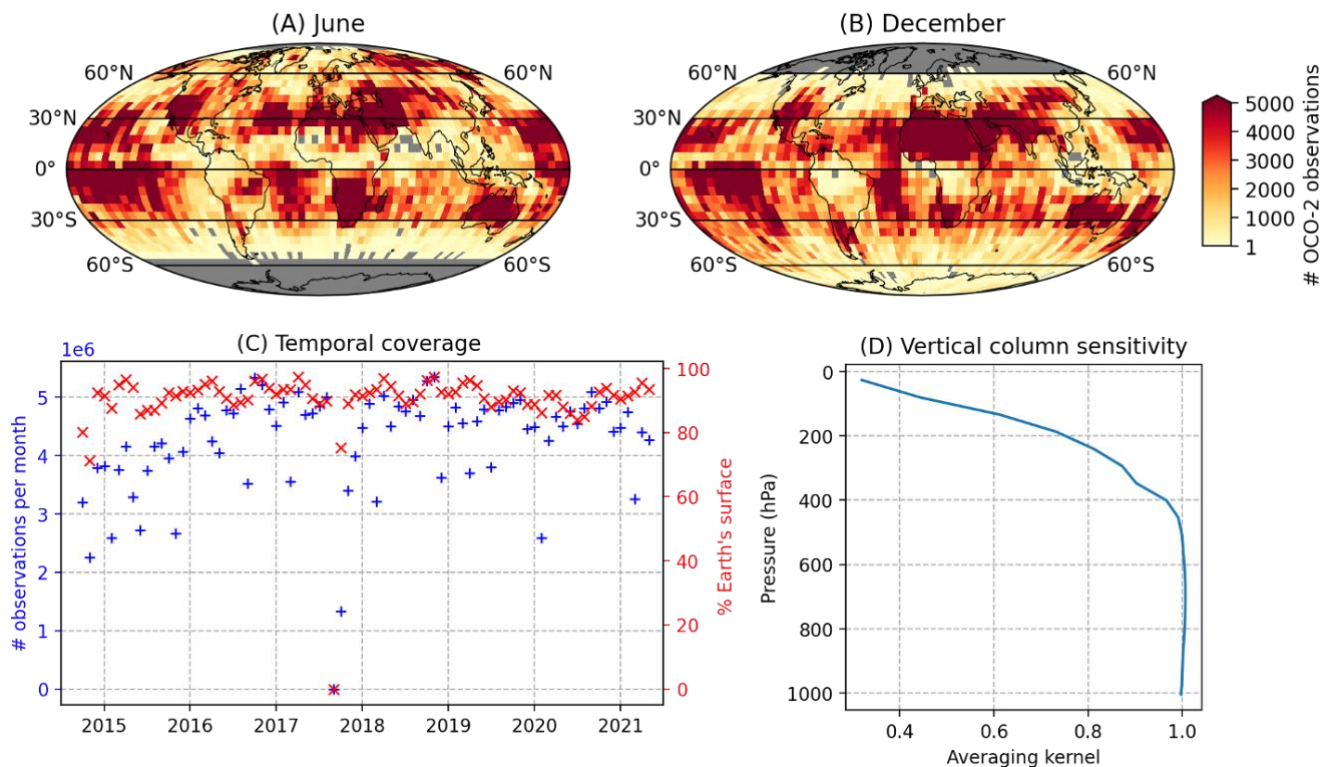 (A) June
(B) December
60°N
60°N
60°N
60°N
30°N
30°N
0°
0°
30°S
30°S
60°S
60°S
60°S
60°S
5000
4000
3000
2000
1000
1
# OCO-2 observations
(C) Temporal coverage
1e6
5
4
3
2
1
0
# observations per month
100
80
60
40
20
0
% Earth's surface
2015 2016 2017 2018 2019 2020 2021
(D) Vertical column sensitivity
0
200
400
600
800
1000
Pressure (hPa)
0.4 0.6 0.8 1.0
Averaging kernel